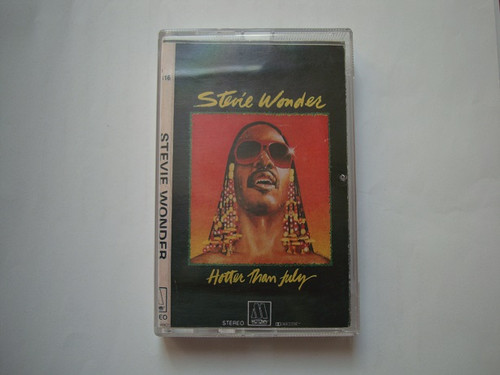 STEVIE WONDER
Stevie Wonder
Hotter Than July
STEREO